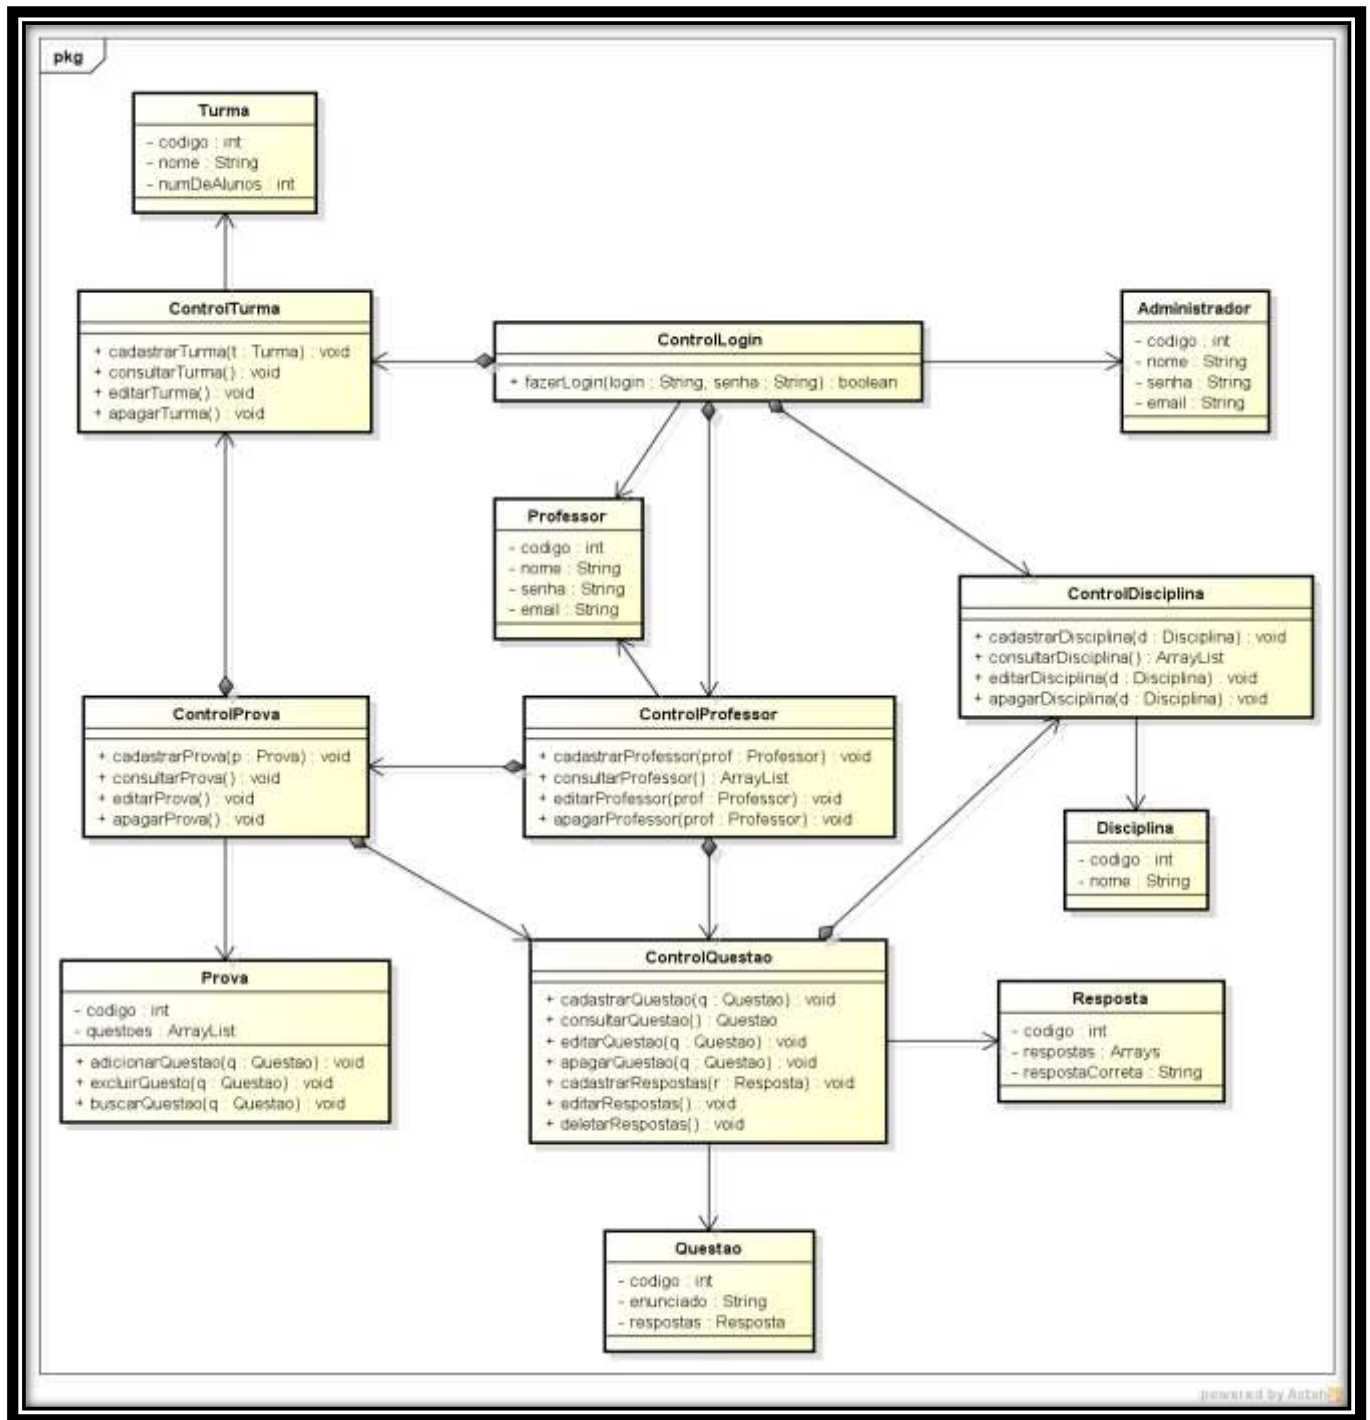 pkg
Turma
- codigo : int
- nome : String
- numDeAlunos : int
ControlTurma
+ cadastrarTurma(t : Turma) : void
+ consultarTurma() : void
+ editarTurma() : void
+ apagarTurma() : void
ControlLogin
+ fazerLogin(login : String, senha : String) : boolean
Administrador
- codigo : int
- nome : String
- senha : String
- email : String
Professor
- codigo : int
- nome : String
- senha : String
- email : String
ControlDisciplina
+ cadastrarDisciplina(d : Disciplina) : void
+ consultarDisciplina() : ArrayList
+ editarDisciplina(d : Disciplina) : void
+ apagarDisciplina(d : Disciplina) : void
ControlProva
+ cadastrarProva(p : Prova) : void
+ consultarProva() : void
+ editarProva() : void
+ apagarProva() : void
ControlProfessor
+ cadastrarProfessor(prof : Professor) : void
+ consultarProfessor() : ArrayList
+ editarProfessor(prof : Professor) : void
+ apagarProfessor(prof : Professor) : void
Disciplina
- codigo : int
- nome : String
Prova
- codigo : int
- questoes : ArrayList
+ adicionarQuestao(q : Questao) : void
+ excluirQuesto(q : Questao) : void
+ buscarQuestao(q : Questao) : void
ControlQuestao
+ cadastrarQuestao(q : Questao) : void
+ consultarQuestao() : Questao
+ editarQuestao(q : Questao) : void
+ apagarQuestao(q : Questao) : void
+ cadastrarRespostas(r : Resposta) : void
+ editarRespostas() : void
+ deletarRespostas() : void
Resposta
- codigo : int
- respostas : Arrays
- respostaCorreta : String
Questao
- codigo : int
- enunciado : String
- respostas : Resposta
powered by Astah